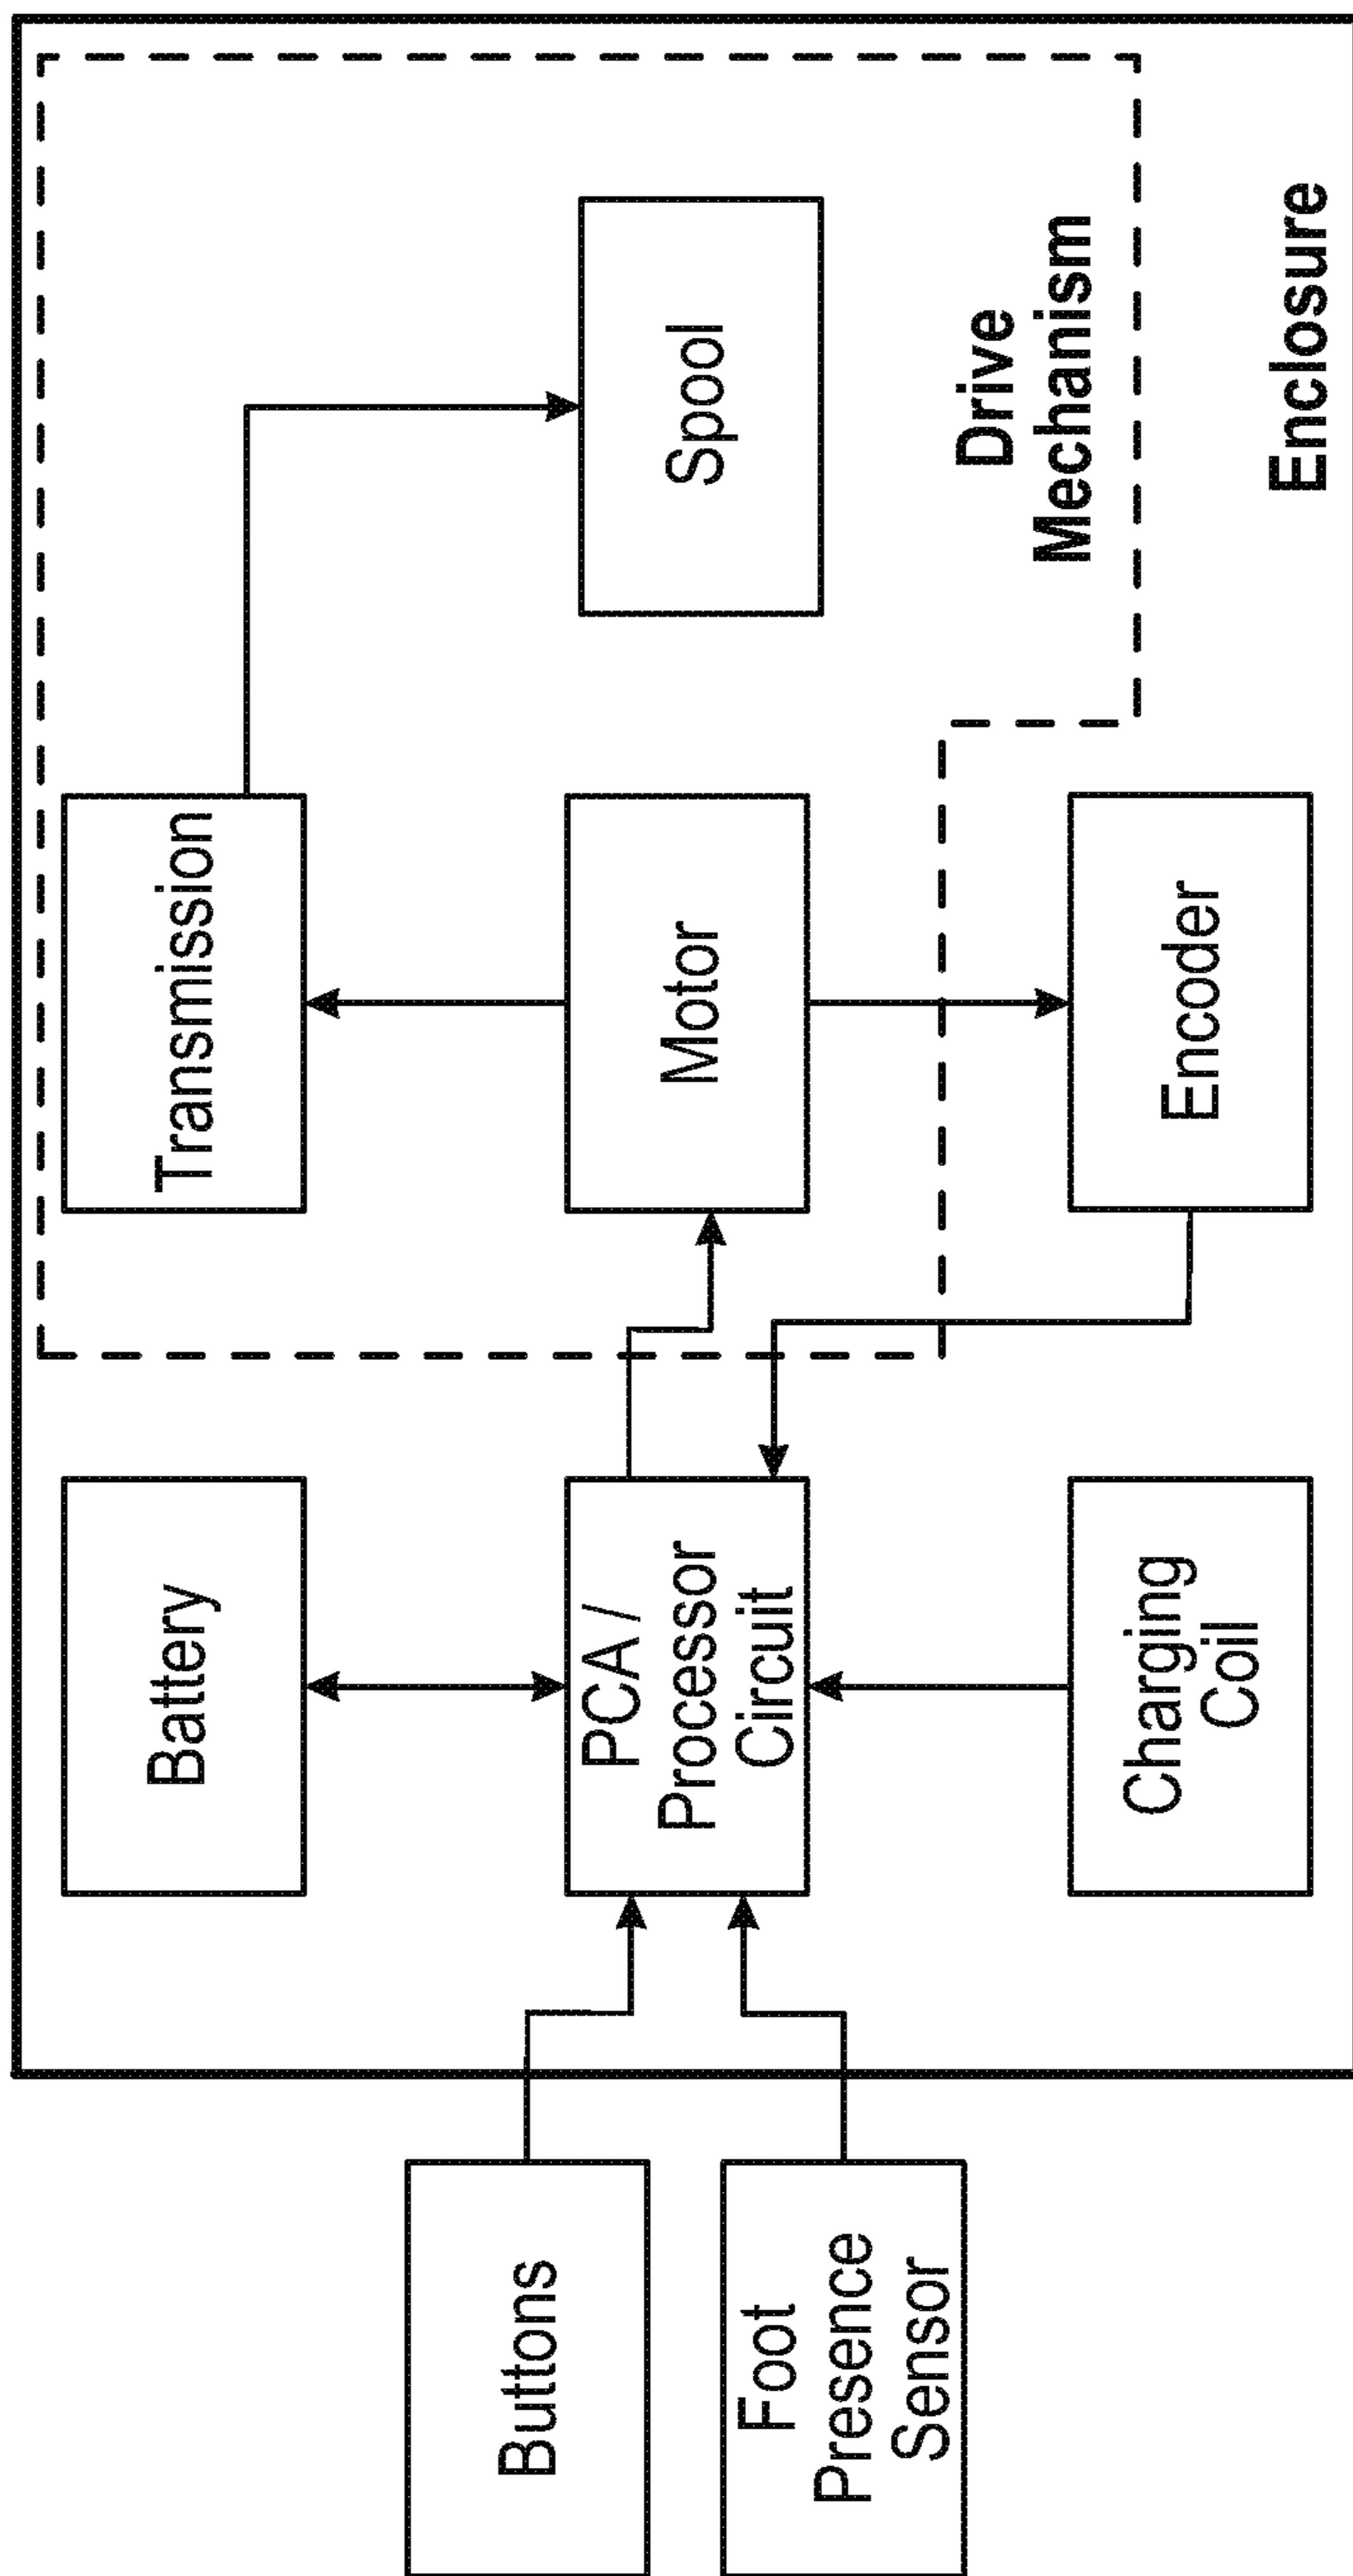 Buttons
Foot
Presence
Sensor
Battery
PCA /
Processor
Circuit
Charging
Coil
Transmission
Motor
Encoder
Spool
Drive
Mechanism
Enclosure